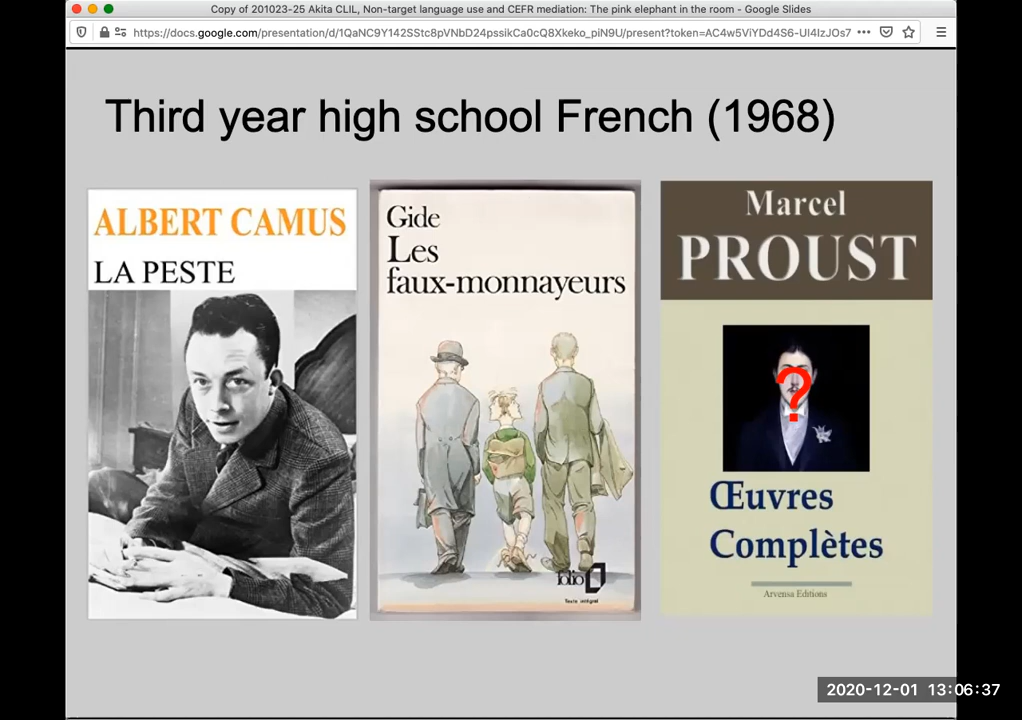 Copy of 201023-25 Akita CLIL, Non-target language use and CEFR mediation: The pink elephant in the room - Google Slides
https://docs.google.com/presentation/d/1QaNC9Y142SStc8pVNbD24pssikCa0cQ8Xkeko_piN9U/present?token=AC4w5ViYDd4S6-Ul4IzJOs7
Third year high school French (1968)
ALBERT CAMUS
LA PESTE
Gide
Les
faux-monnayeurs
folio
Texte intégral
Marcel
PROUST
?
Œuvres
Complètes
Arvensa Editions
2020-12-01 13:06:37